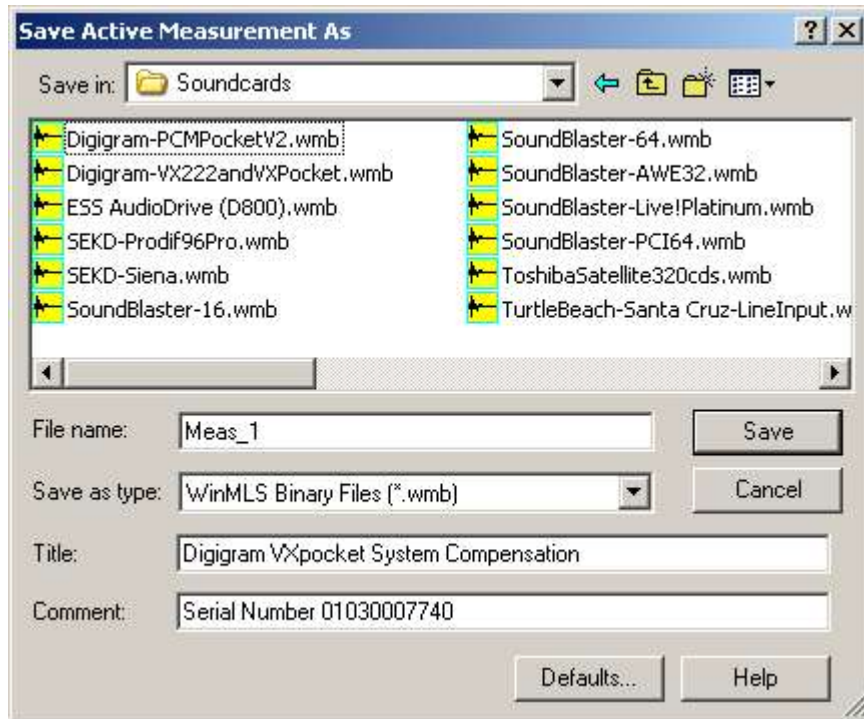 Save Active Measurement As
Save in: Soundcards
Digigram-PCMPocketV2.wmb
Digigram-VX222andVXPocket.wmb
ESS AudioDrive (D800).wmb
SEKD-Prodif96Pro.wmb
SEKD-Siena.wmb
SoundBlaster-16.wmb
SoundBlaster-64.wmb
SoundBlaster-AWE32.wmb
SoundBlaster-Live!Platinum.wmb
SoundBlaster-PCI64.wmb
ToshibaSatellite320cds.wmb
TurtleBeach-Santa Cruz-LineInput.w
File name: Meas_1 Save
Save as type: WinMLS Binary Files (*.wmb) Cancel
Title: Digigram VXpocket System Compensation
Comment: Serial Number 01030007740
Defaults... Help